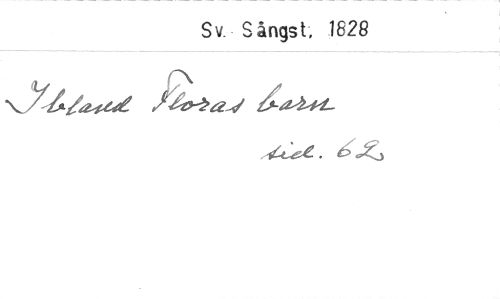 Sv. Sångst, 1828
Ibland Floras barn
sid. 62